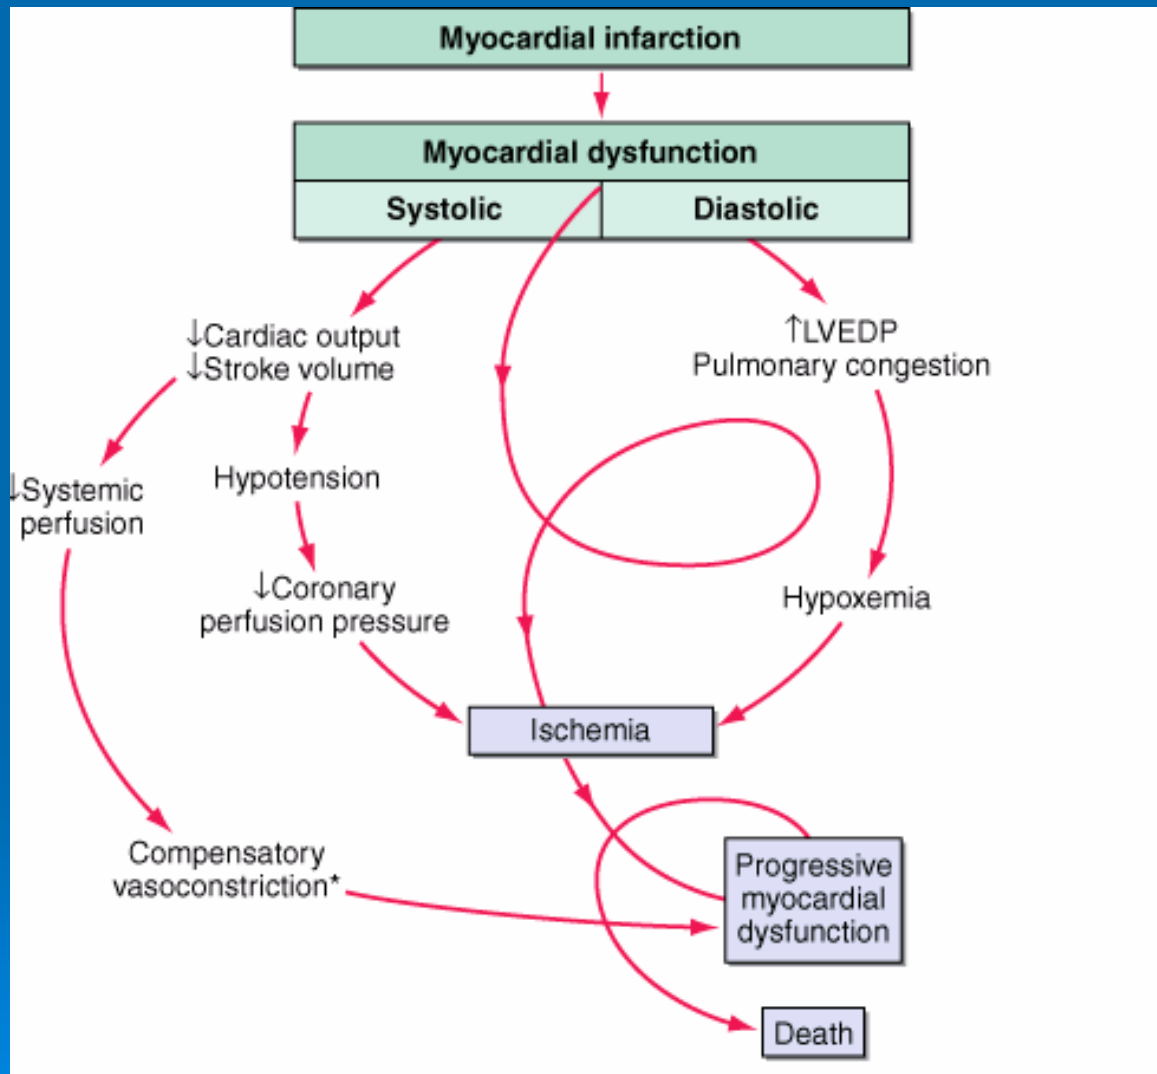 Myocardial infarction
Myocardial dysfunction
Systolic
Diastolic
↓Cardiac output
↓Stroke volume
↑LVEDP
Pulmonary congestion
↓Systemic
perfusion
Hypotension
↓Coronary
perfusion pressure
Hypoxemia
Ischemia
Compensatory
vasoconstriction*
Progressive
myocardial
dysfunction
Death